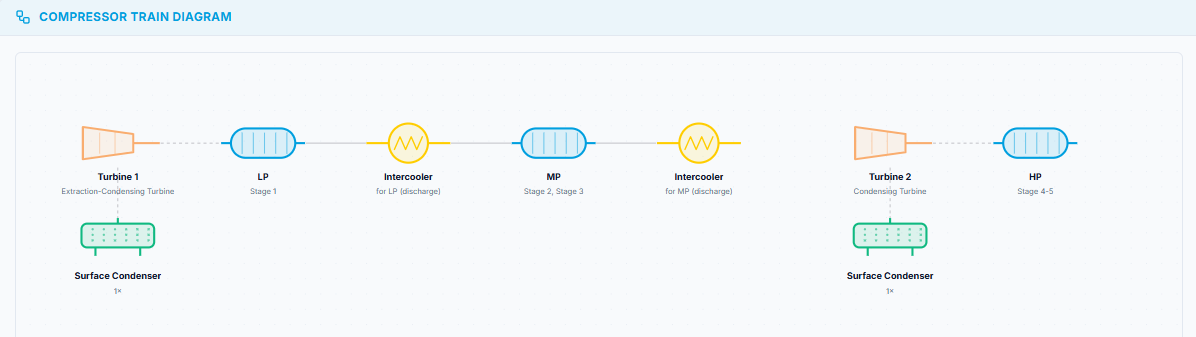 COMPRESSOR TRAIN DIAGRAM
Turbine 1
Extraction-Condensing Turbine
LP
Stage 1
Intercooler
for LP (discharge)
MP
Stage 2, Stage 3
Intercooler
for MP (discharge)
Turbine 2
Condensing Turbine
HP
Stage 4-5
Surface Condenser
1×
Surface Condenser
1×